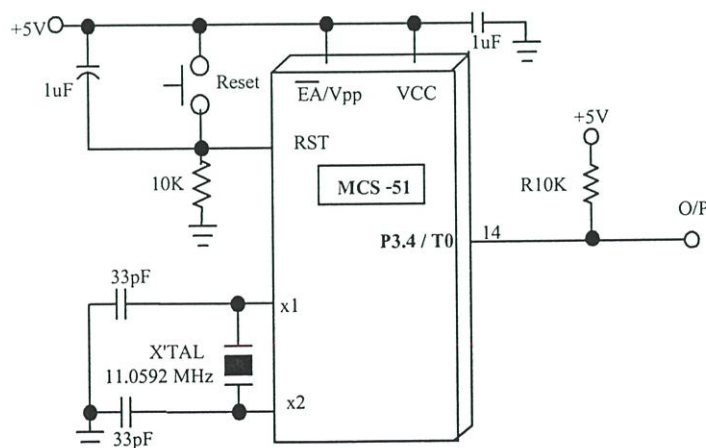 +5V
1uF
1uF
Reset
EA/Vpp
VCC
RST
+5V
10K
MCS -51
R10K
O/P
P3.4 / T0
14
33pF
x1
X'TAL
11.0592 MHz
x2
33pF